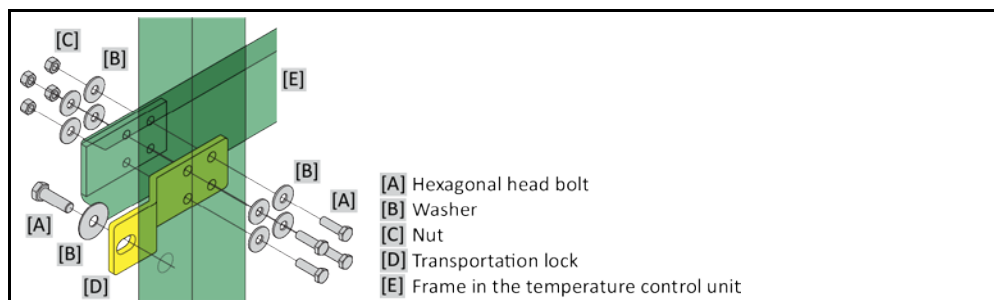 [C]
[B]
[E]
[B]
[A]
[A]
[B]
[D]
[A] Hexagonal head bolt
[B] Washer
[C] Nut
[D] Transportation lock
[E] Frame in the temperature control unit